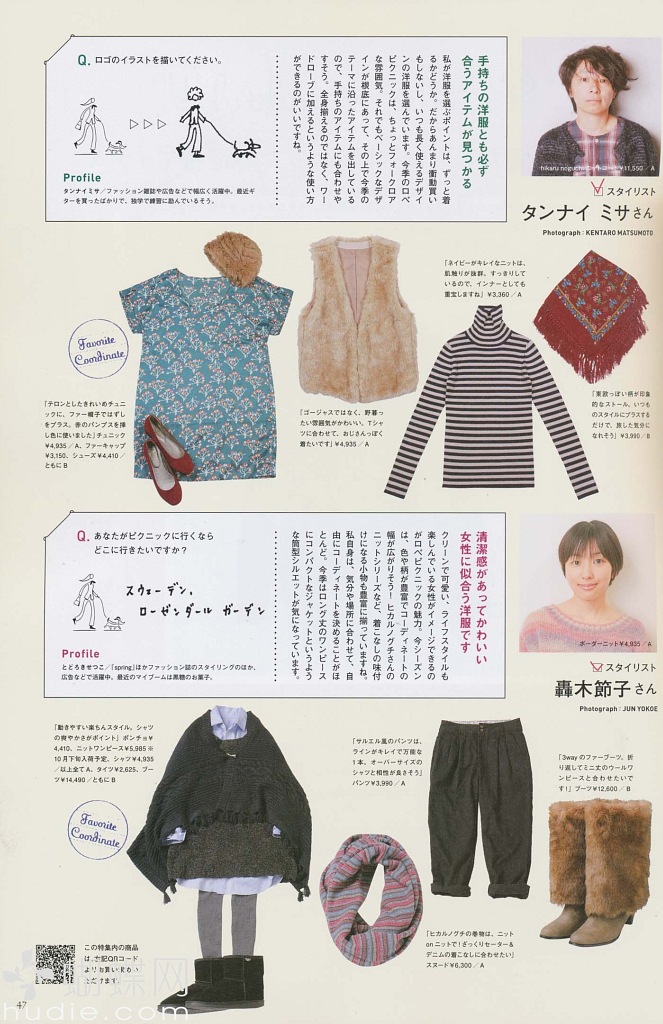 Q. ロゴのイラストを描いてください。
Profile
タンナイミサ/ファッション雑誌や広告などで幅広く活躍中。最近ギ
ターを買ったばかりで、独学で練習に励んでいるそう。
手持ちの洋服とも必ず
合うアイテムが見つかる
私が洋服を選ぶポイントは、ずっと着
るかどうか。だからあんまり衝動買い
もしないし、いつも長く使えるデザイ
ンの洋服を選んでいます。今季のロペ
ピクニックは、ちょっとフォークロア
な雰囲気。それでもベーシックなデザ
インが根底にあって、その上で今季の
テーマに沿ったアイテムを出している
ので、手持ちのアイテムにも合わせや
すそう。全身揃えるのではなく、ワー
ドローブに加えるというような使い方
ができるのがいいですね。
hikaru noguchi
¥11,550/A
スタイリスト
タンナイ ミサさん
Photograph : KENTARO MATSUMOTO
Favorite
Coordinate
「テロンとしたきれいめチュニ
ックに、ファー帽子ではずし
をプラス。赤のパンプスを挿
し色に使いました」チュニック
¥4,935/A、ファーキャップ
¥3,150、シューズ¥4,410/
ともにB
「ゴージャスではなく、野暮っ
たい雰囲気がかわいい。Tシャ
ツに合わせて、おじさんっぽく
着たいです」¥4,935/A
「ネイビーがキレイなニットは、
肌触りが抜群。すっきりして
いるので、インナーとしても
重宝しますね」¥3,360/A
「東欧っぽい柄が印象
的なストール。いつも
のスタイルにプラスする
だけで、旅した気分に
なれそう」¥3,990/B
Q. あなたがピクニックに行くなら
どこに行きたいですか?
スウェーデン、
ローゼンダール ガーデン
Profile
とどろきせつこ/「spring」ほかファッション誌のスタイリングのほか、
広告などで活躍中。最近のマイブームは黒糖のお菓子。
清潔感があってかわいい
女性に似合う洋服です
クリーンで可愛い、ライフスタイルも
楽しんでいる女性がイメージできるの
がロペピクニックの魅力。今シーズン
は、色や柄が豊富でコーディネートの
幅が広がりそう!ヒカルノグチさんの
ニットシリーズなど、着こなしの味付
けになる小物も豊富に揃っていますね。
私自身は、気分や場所に合わせて、自
由にコーディネートを決めることがほ
とんど。今季はロング丈のワンピース
にコンパクトなジャケットというよう
な筒型シルエットが気になっています。
ボーダーニット¥4,935/A
スタイリスト
轟木節子さん
Photograph : JUN YOKOE
「動きやすい楽ちんスタイル。シャツ
の爽やかさがポイント」ポンチョ¥
4,410、ニットワンピース¥5,985 ※
10月下旬入荷予定、シャツ¥4,935
/以上全てA、タイツ¥2,625、ブー
ツ¥14,490/ともにB
Favorite
Coordinate
「サルエル風のパンツは、
ラインがキレイで万能な
1本。オーバーサイズの
シャツと相性が良さそう」
パンツ¥3,990/A
「3wayのファーブーツ。折
り返してミニ丈のウールワ
ンピースと合わせたいで
す!」ブーツ¥12,600/B
「ヒカルノグチの巻物は、ニット
on ニットで!ざっくりセーター&
デニムの着こなしに合わせたい」
スヌード¥6,300/A
この特集内の商品
は、左記QRコード
よりお買い求めい
ただけます。
47
蝴蝶网
hudie.com